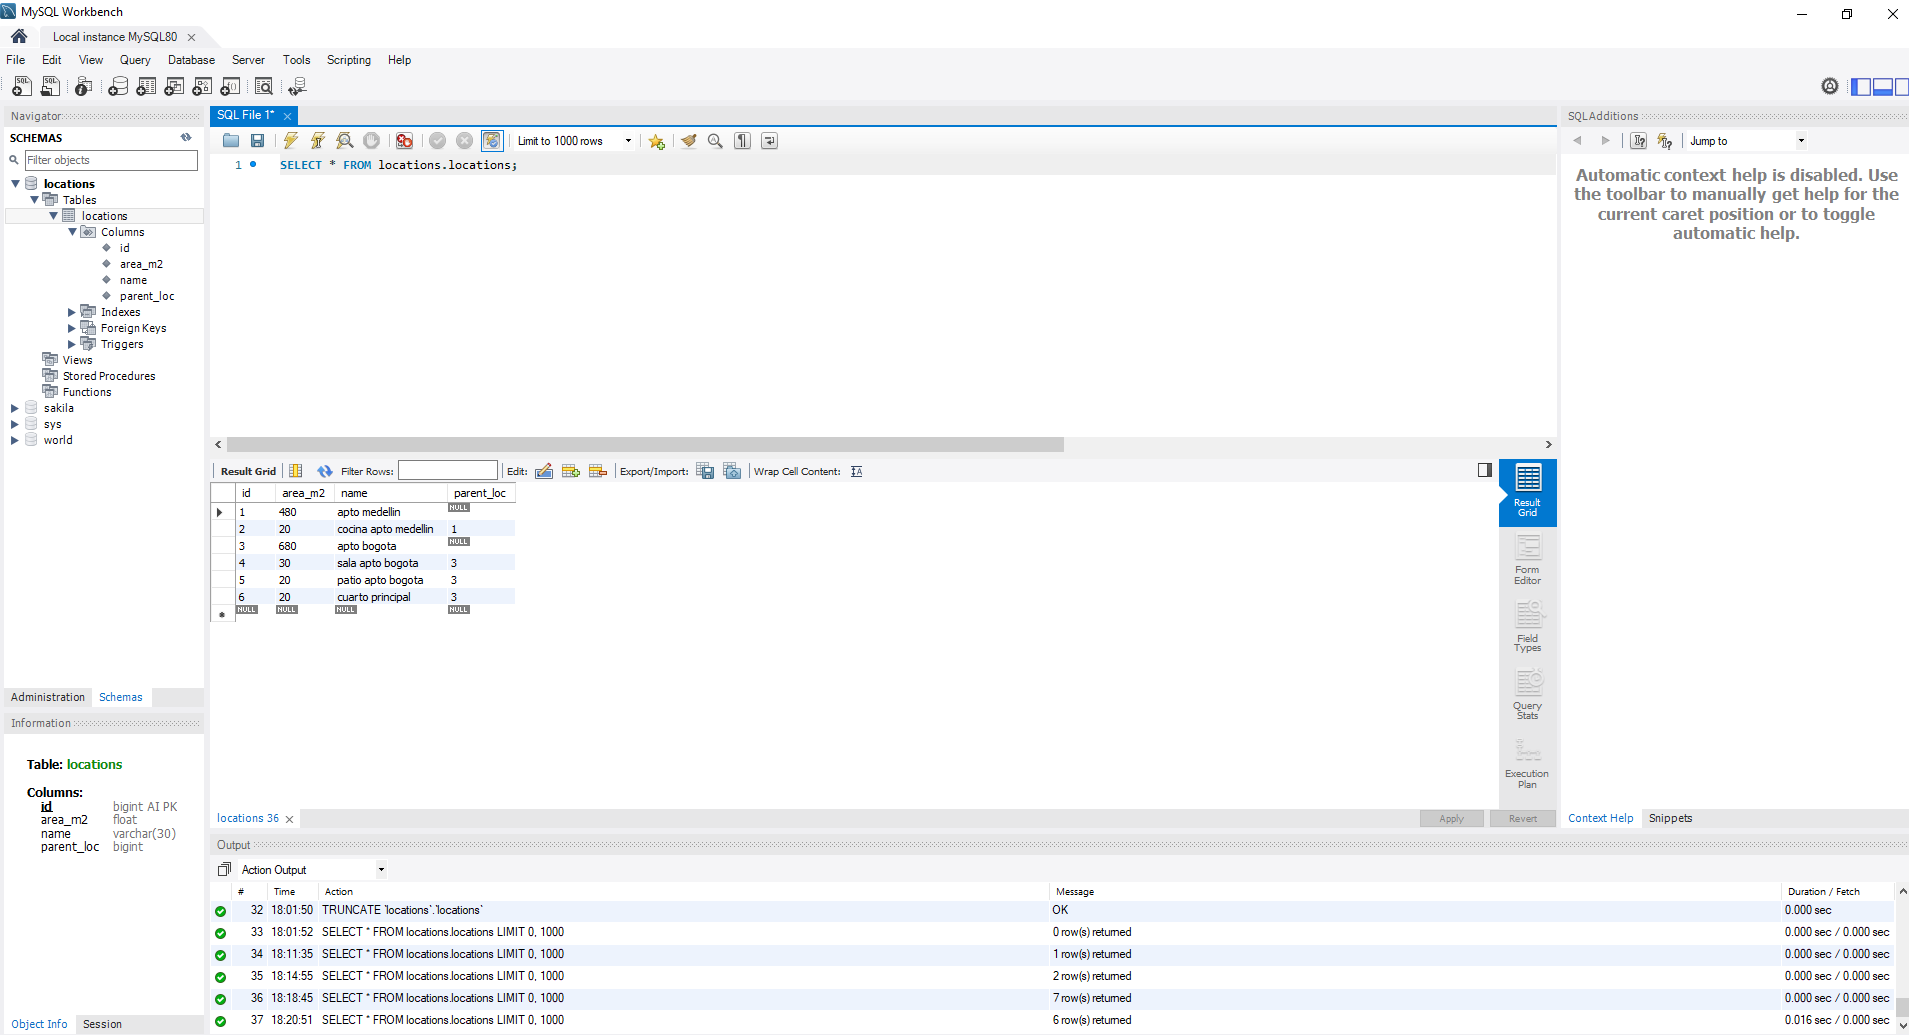 MySQL Workbench
Local instance MySQL80
File Edit View Query Database Server Tools Scripting Help
Navigator
SCHEMAS
Filter objects
locations
Tables
locations
Columns
id
area_m2
name
parent_loc
Indexes
Foreign Keys
Triggers
Views
Stored Procedures
Functions
sakila
sys
world
Administration Schemas
Information
Table: locations
Columns:
id bigint AI PK
area_m2 float
name varchar(30)
parent_loc bigint
Object Info Session
SQL File 1*
Limit to 1000 rows
1 SELECT * FROM locations.locations;
Result Grid Filter Rows: Edit: Export/Import: Wrap Cell Content:
id area_m2 name parent_loc
1 480 apto medellin NULL
2 20 cocina apto medellin 1
3 680 apto bogota NULL
4 30 sala apto bogota 3
5 20 patio apto bogota 3
6 20 cuarto principal 3
NULL NULL NULL NULL
Result
Grid
Form
Editor
Field
Types
Query
Stats
Execution
Plan
locations 36
Apply Revert
SQLAdditions
Jump to
Automatic context help is disabled. Use
the toolbar to manually get help for the
current caret position or to toggle
automatic help.
Context Help Snippets
Output
Action Output
# Time Action Message Duration / Fetch
32 18:01:50 TRUNCATE `locations`.`locations` OK 0.000 sec
33 18:01:52 SELECT * FROM locations.locations LIMIT 0, 1000 0 row(s) returned 0.000 sec / 0.000 sec
34 18:11:35 SELECT * FROM locations.locations LIMIT 0, 1000 1 row(s) returned 0.000 sec / 0.000 sec
35 18:14:55 SELECT * FROM locations.locations LIMIT 0, 1000 2 row(s) returned 0.000 sec / 0.000 sec
36 18:18:45 SELECT * FROM locations.locations LIMIT 0, 1000 7 row(s) returned 0.000 sec / 0.000 sec
37 18:20:51 SELECT * FROM locations.locations LIMIT 0, 1000 6 row(s) returned 0.016 sec / 0.000 sec